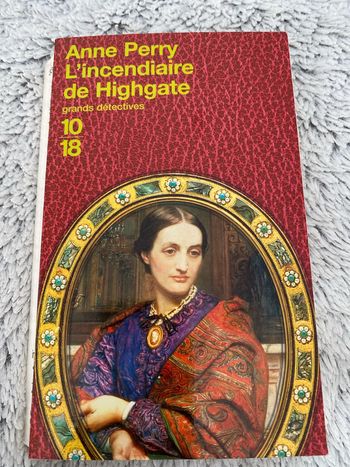 Anne Perry
L'incendiaire
de Highgate
grands détectives
10
18